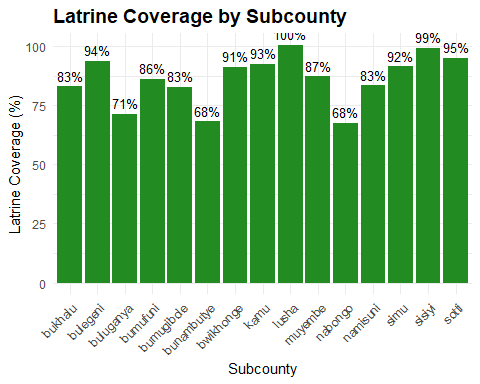 Latrine Coverage by Subcounty
Latrine Coverage (%)
100
75
50
25
0
83%
94%
71%
86%
83%
68%
91%
93%
100%
87%
68%
83%
92%
99%
95%
bukhalu
bulegeni
buluganya
bumufuni
bumugibole
bunambutye
bwikhonge
kamu
lusha
muyembe
nabongo
namisuni
simu
sisiyi
sotti
Subcounty